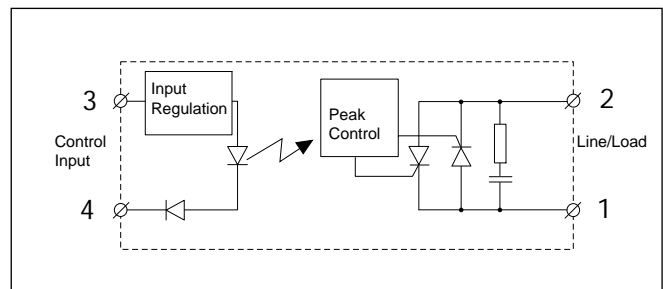 3
Input
Regulation
Control
Input
4
Peak
Control
2
Line/Load
1